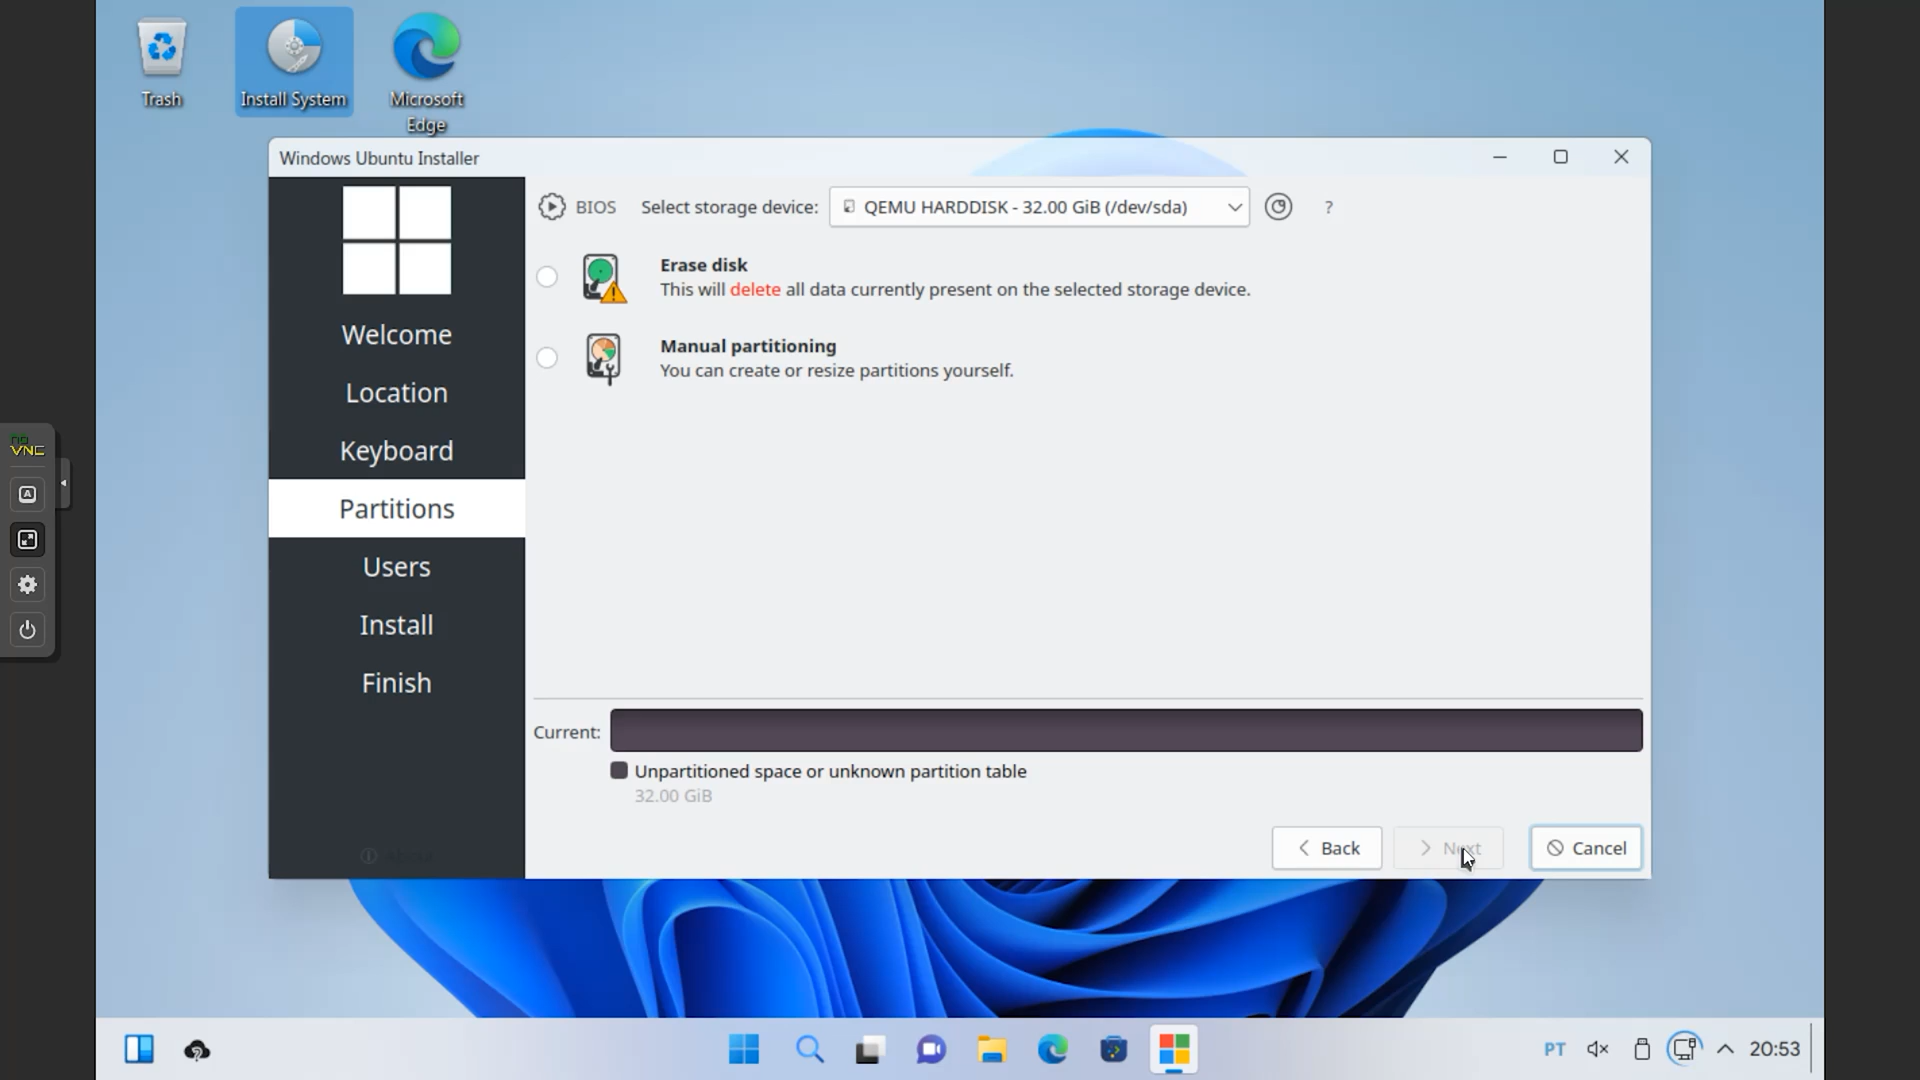 Trash
Install System
Microsoft
Edge
Windows Ubuntu Installer
BIOS
Select storage device:
QEMU HARDDISK - 32.00 GiB (/dev/sda)
?
Erase disk
This will delete all data currently present on the selected storage device.
Manual partitioning
You can create or resize partitions yourself.
Welcome
Location
Keyboard
Partitions
Users
Install
Finish
no
VNC
A
Current:
Unpartitioned space or unknown partition table
32.00 GiB
About
Back
Next
Cancel
PT
20:53